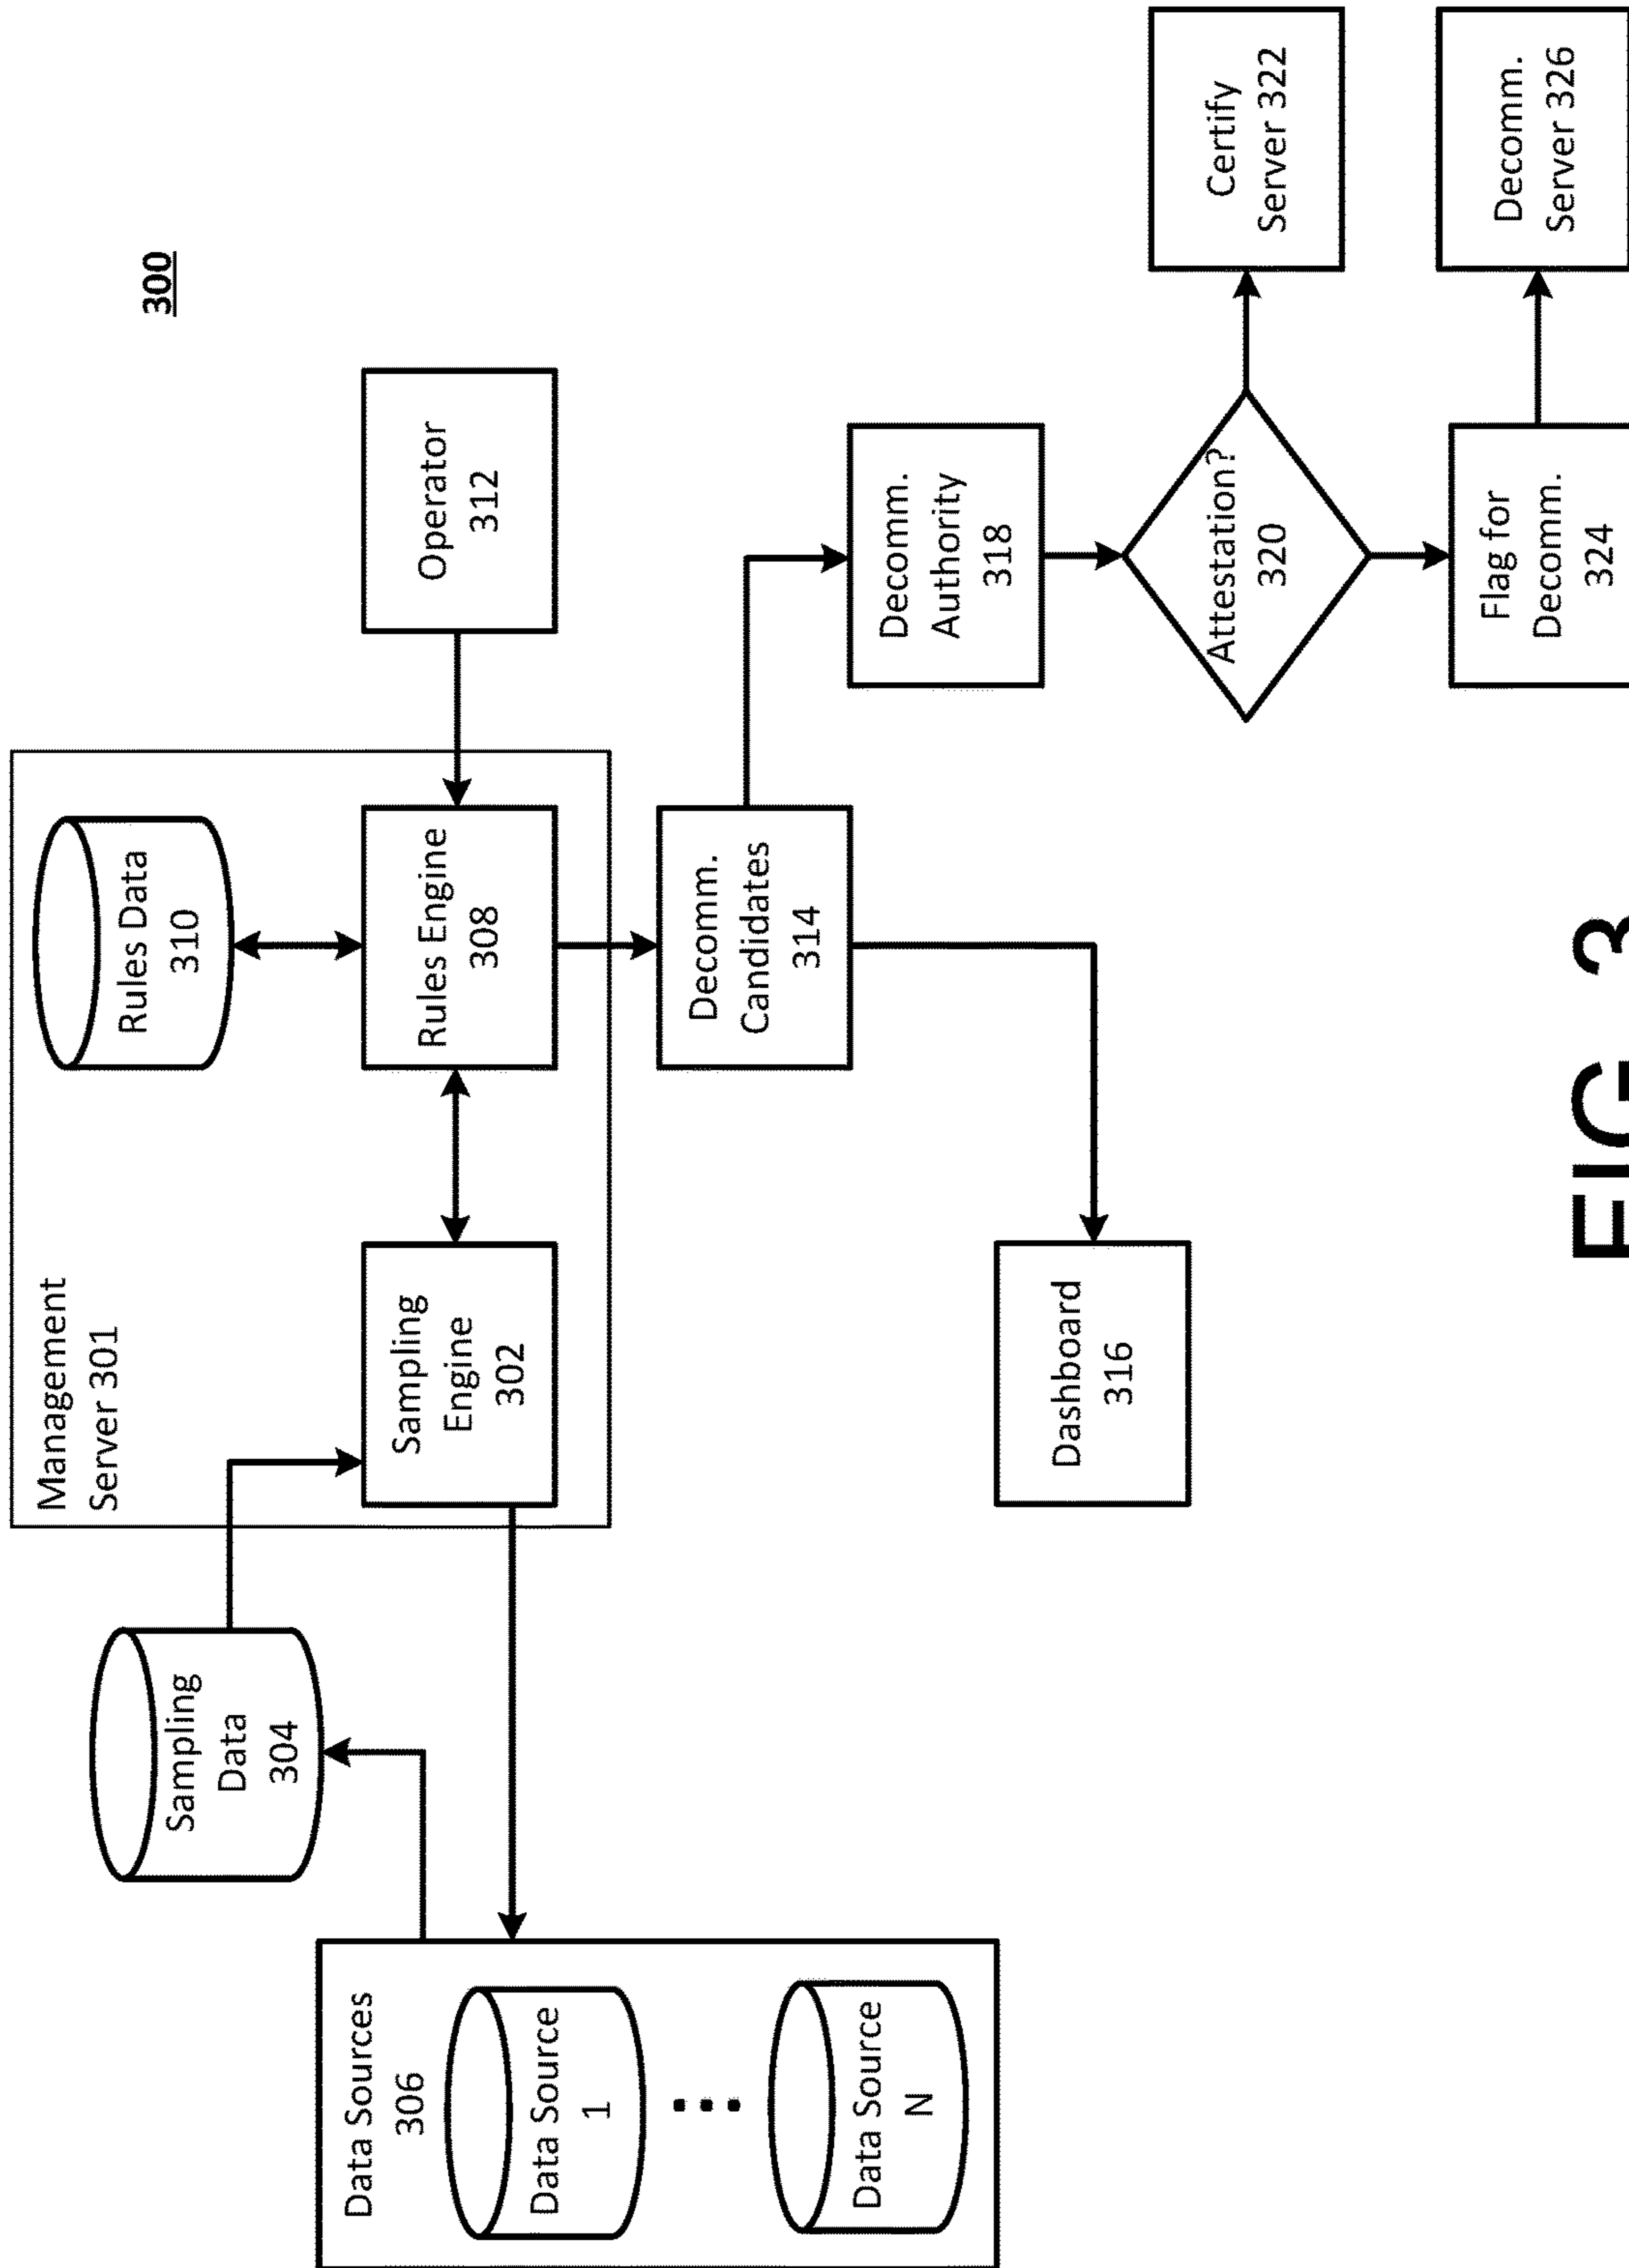 300
Management
Server 301
Rules Data
310
Sampling
Data
304
Data Sources
306
Data Source
1
Data Source
N
Sampling
Engine
302
Rules Engine
308
Operator
312
Decomm.
Candidates
314
Dashboard
316
Decomm.
Authority
318
Attestation?
320
Certify
Server 322
Flag for
Decomm.
324
Decomm.
Server 326
FIG. 3